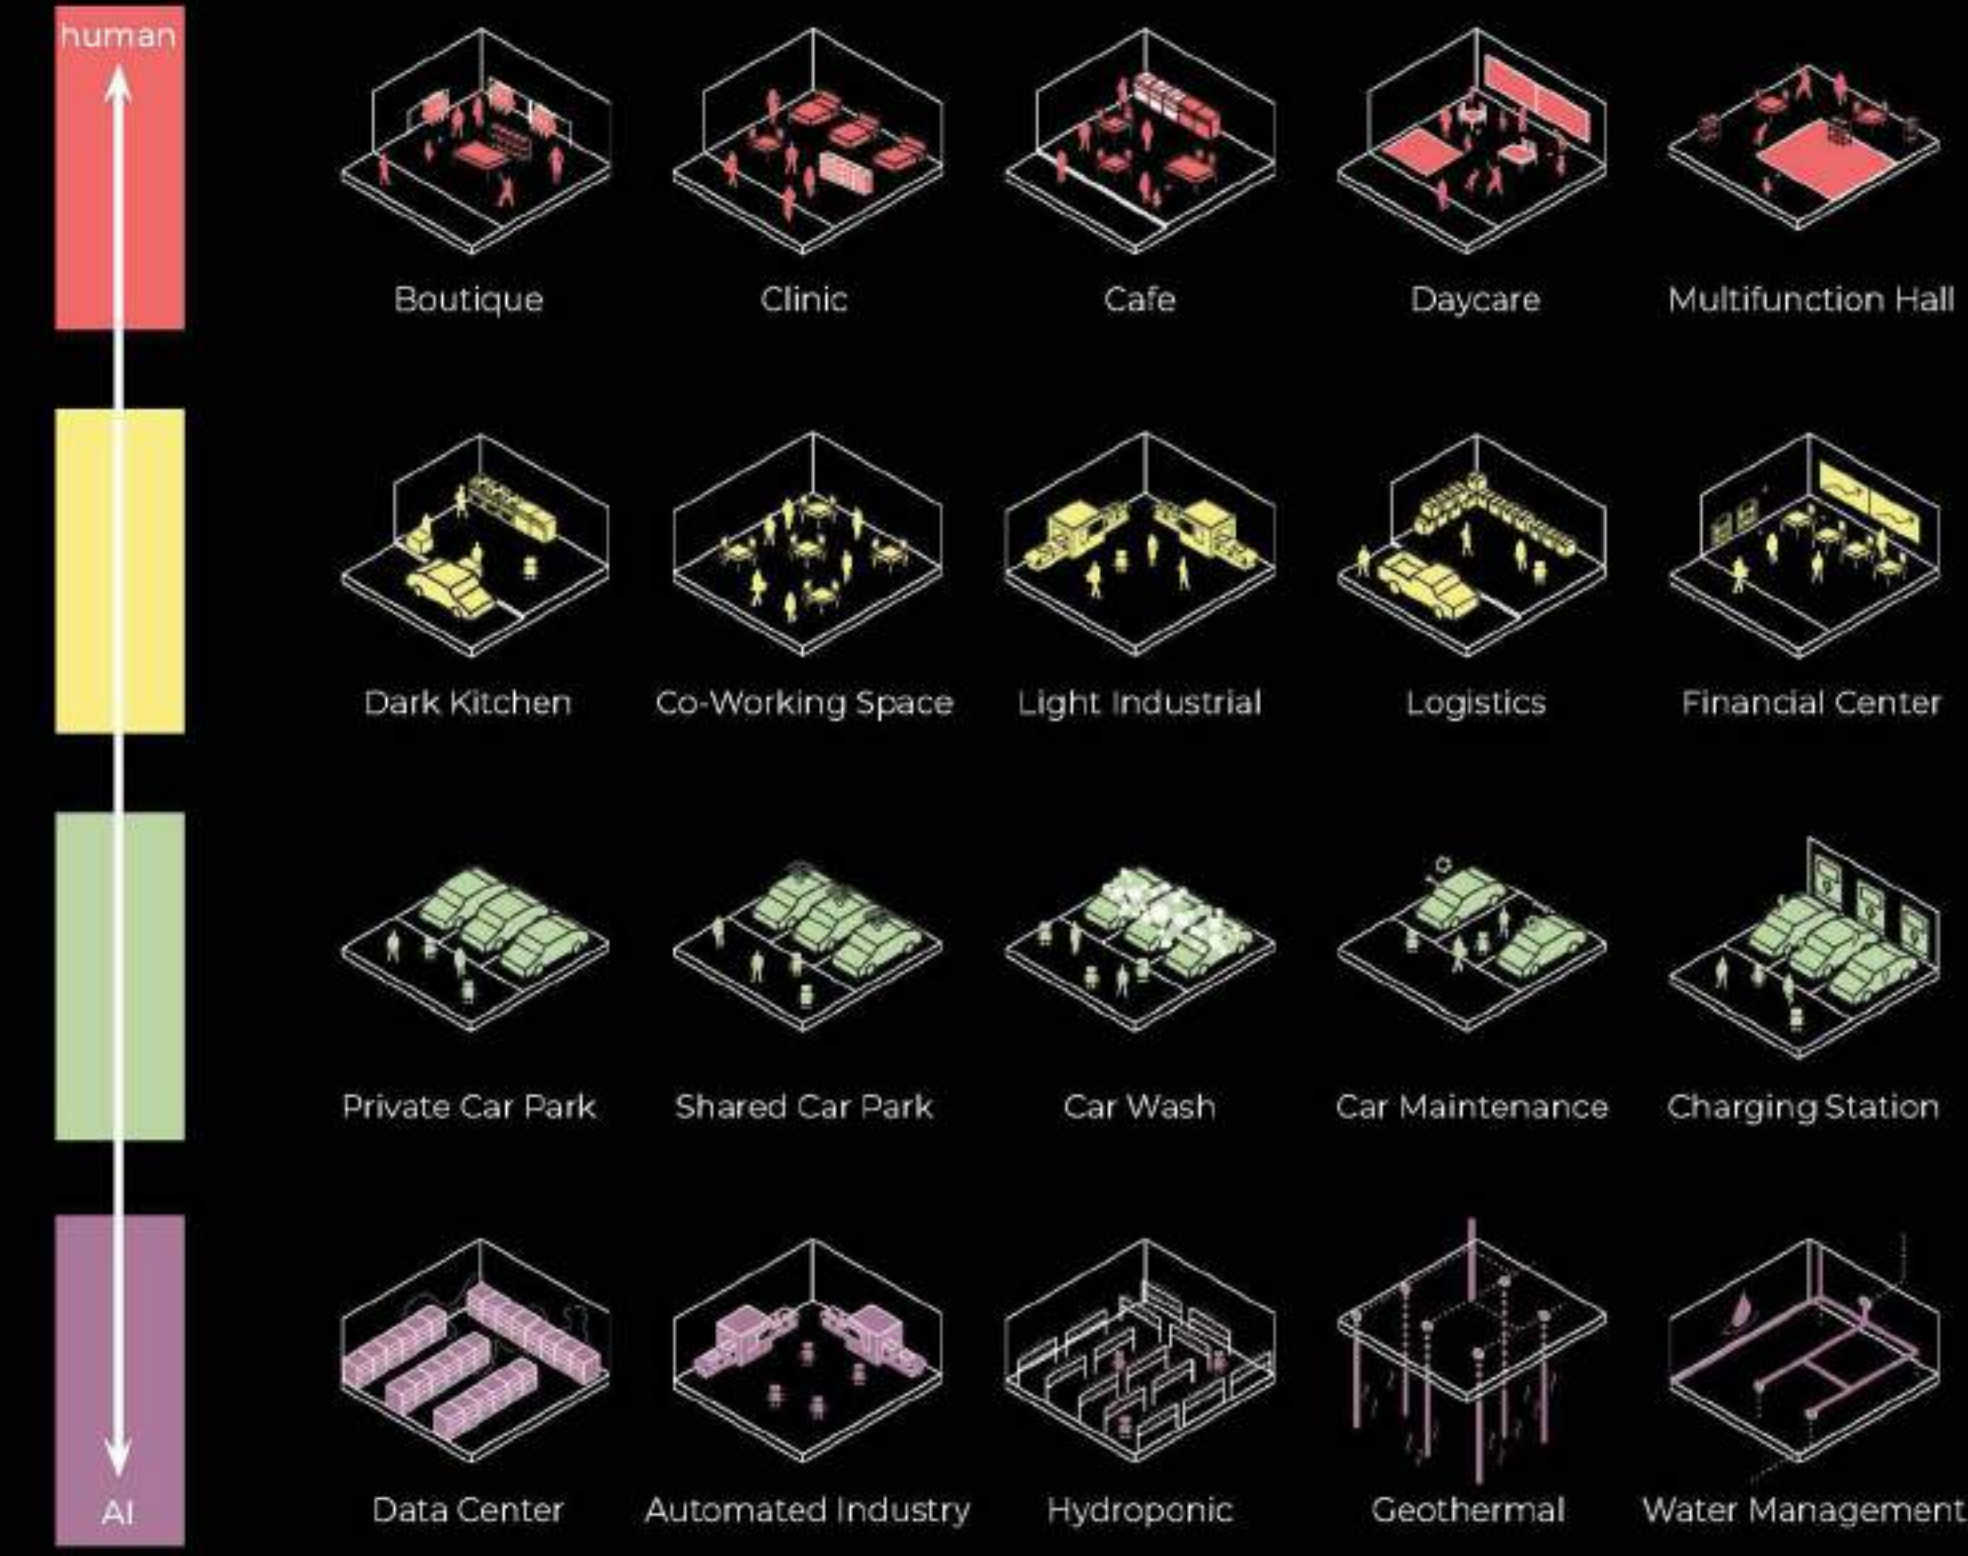 human
Boutique
Clinic
Cafe
Daycare
Multifunction Hall
Dark Kitchen
Co-Working Space
Light Industrial
Logistics
Financial Center
Private Car Park
Shared Car Park
Car Wash
Car Maintenance
Charging Station
AI
Data Center
Automated Industry
Hydroponic
Geothermal
Water Management